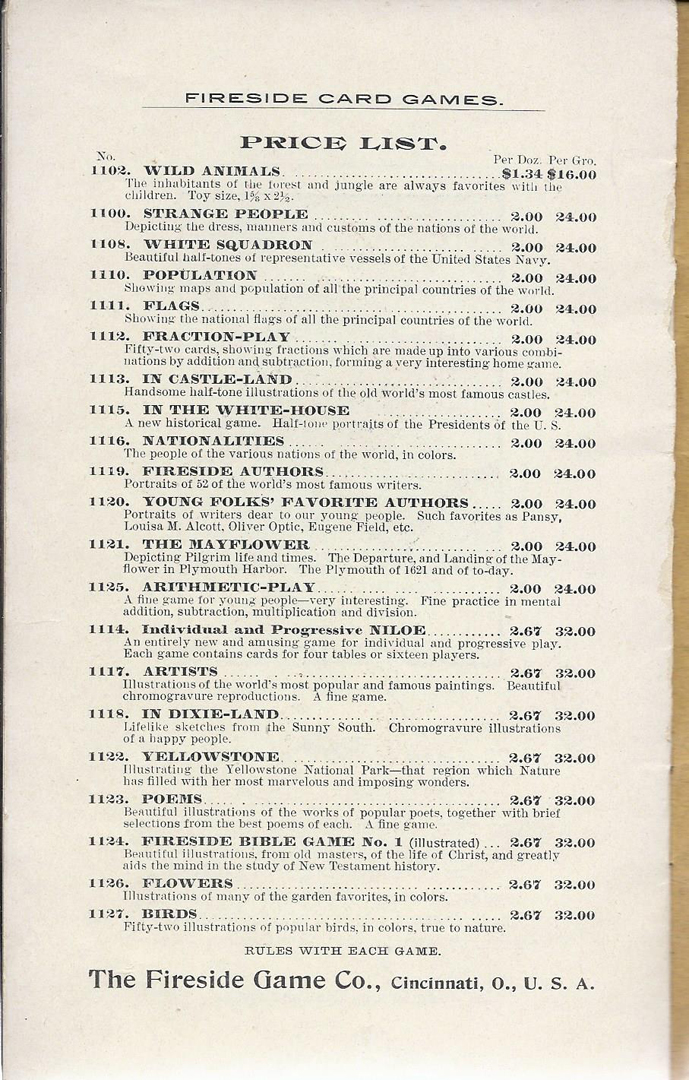 FIRESIDE CARD GAMES.
PRICE LIST.
No. Per Doz. Per Gro.
1102. WILD ANIMALS. $1.34 $16.00
The inhabitants of the forest and jungle are always favorites with the
children. Toy size, 1⅝ x 2½.
1100. STRANGE PEOPLE 2.00 24.00
Depicting the dress, manners and customs of the nations of the world.
1108. WHITE SQUADRON 2.00 24.00
Beautiful half-tones of representative vessels of the United States Navy.
1110. POPULATION 2.00 24.00
Showing maps and population of all the principal countries of the world.
1111. FLAGS. 2.00 24.00
Showing the national flags of all the principal countries of the world.
1112. FRACTION-PLAY 2.00 24.00
Fifty-two cards, showing fractions which are made up into various combi-
nations by addition and subtraction, forming a very interesting home game.
1113. IN CASTLE-LAND 2.00 24.00
Handsome half-tone illustrations of the old world's most famous castles.
1115. IN THE WHITE-HOUSE 2.00 24.00
A new historical game. Half-tone portraits of the Presidents of the U. S.
1116. NATIONALITIES 2.00 24.00
The people of the various nations of the world, in colors.
1119. FIRESIDE AUTHORS 2.00 24.00
Portraits of 52 of the world's most famous writers.
1120. YOUNG FOLKS' FAVORITE AUTHORS ..... 2.00 24.00
Portraits of writers dear to our young people. Such favorites as Pansy,
Louisa M. Alcott, Oliver Optic, Eugene Field, etc.
1121. THE MAYFLOWER 2.00 24.00
Depicting Pilgrim life and times. The Departure, and Landing of the May-
flower in Plymouth Harbor. The Plymouth of 1621 and of to-day.
1125. ARITHMETIC-PLAY 2.00 24.00
A fine game for young people—very interesting. Fine practice in mental
addition, subtraction, multiplication and division.
1114. Individual and Progressive NILOE 2.67 32.00
An entirely new and amusing game for individual and progressive play.
Each game contains cards for four tables or sixteen players.
1117. ARTISTS 2.67 32.00
Illustrations of the world's most popular and famous paintings. Beautiful
chromogravure reproductions. A fine game.
1118. IN DIXIE-LAND 2.67 32.00
Lifelike sketches from the Sunny South. Chromogravure illustrations
of a happy people.
1122. YELLOWSTONE 2.67 32.00
Illustrating the Yellowstone National Park—that region which Nature
has filled with her most marvelous and imposing wonders.
1123. POEMS 2.67 32.00
Beautiful illustrations of the works of popular poets, together with brief
selections from the best poems of each. A fine game.
1124. FIRESIDE BIBLE GAME No. 1 (illustrated) ... 2.67 32.00
Beautiful illustrations, from old masters, of the life of Christ, and greatly
aids the mind in the study of New Testament history.
1126. FLOWERS 2.67 32.00
Illustrations of many of the garden favorites, in colors.
1127. BIRDS 2.67 32.00
Fifty-two illustrations of popular birds, in colors, true to nature.
RULES WITH EACH GAME.
The Fireside Game Co., Cincinnati, O., U. S. A.